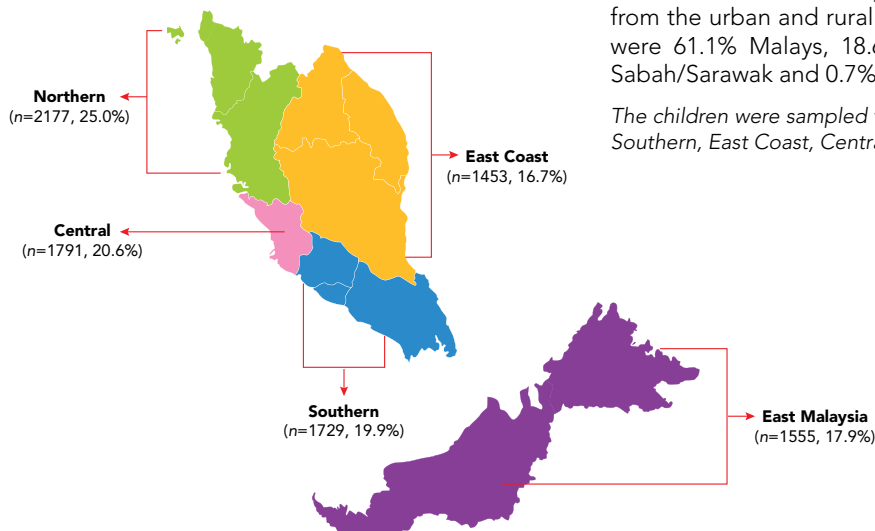 from the urban and rural
were 61.1% Malays, 18.6
Sabah/Sarawak and 0.7%
The children were sampled
Southern, East Coast, Centra
Northern
(n=2177, 25.0%)
East Coast
(n=1453, 16.7%)
Central
(n=1791, 20.6%)
Southern
(n=1729, 19.9%)
East Malaysia
(n=1555, 17.9%)